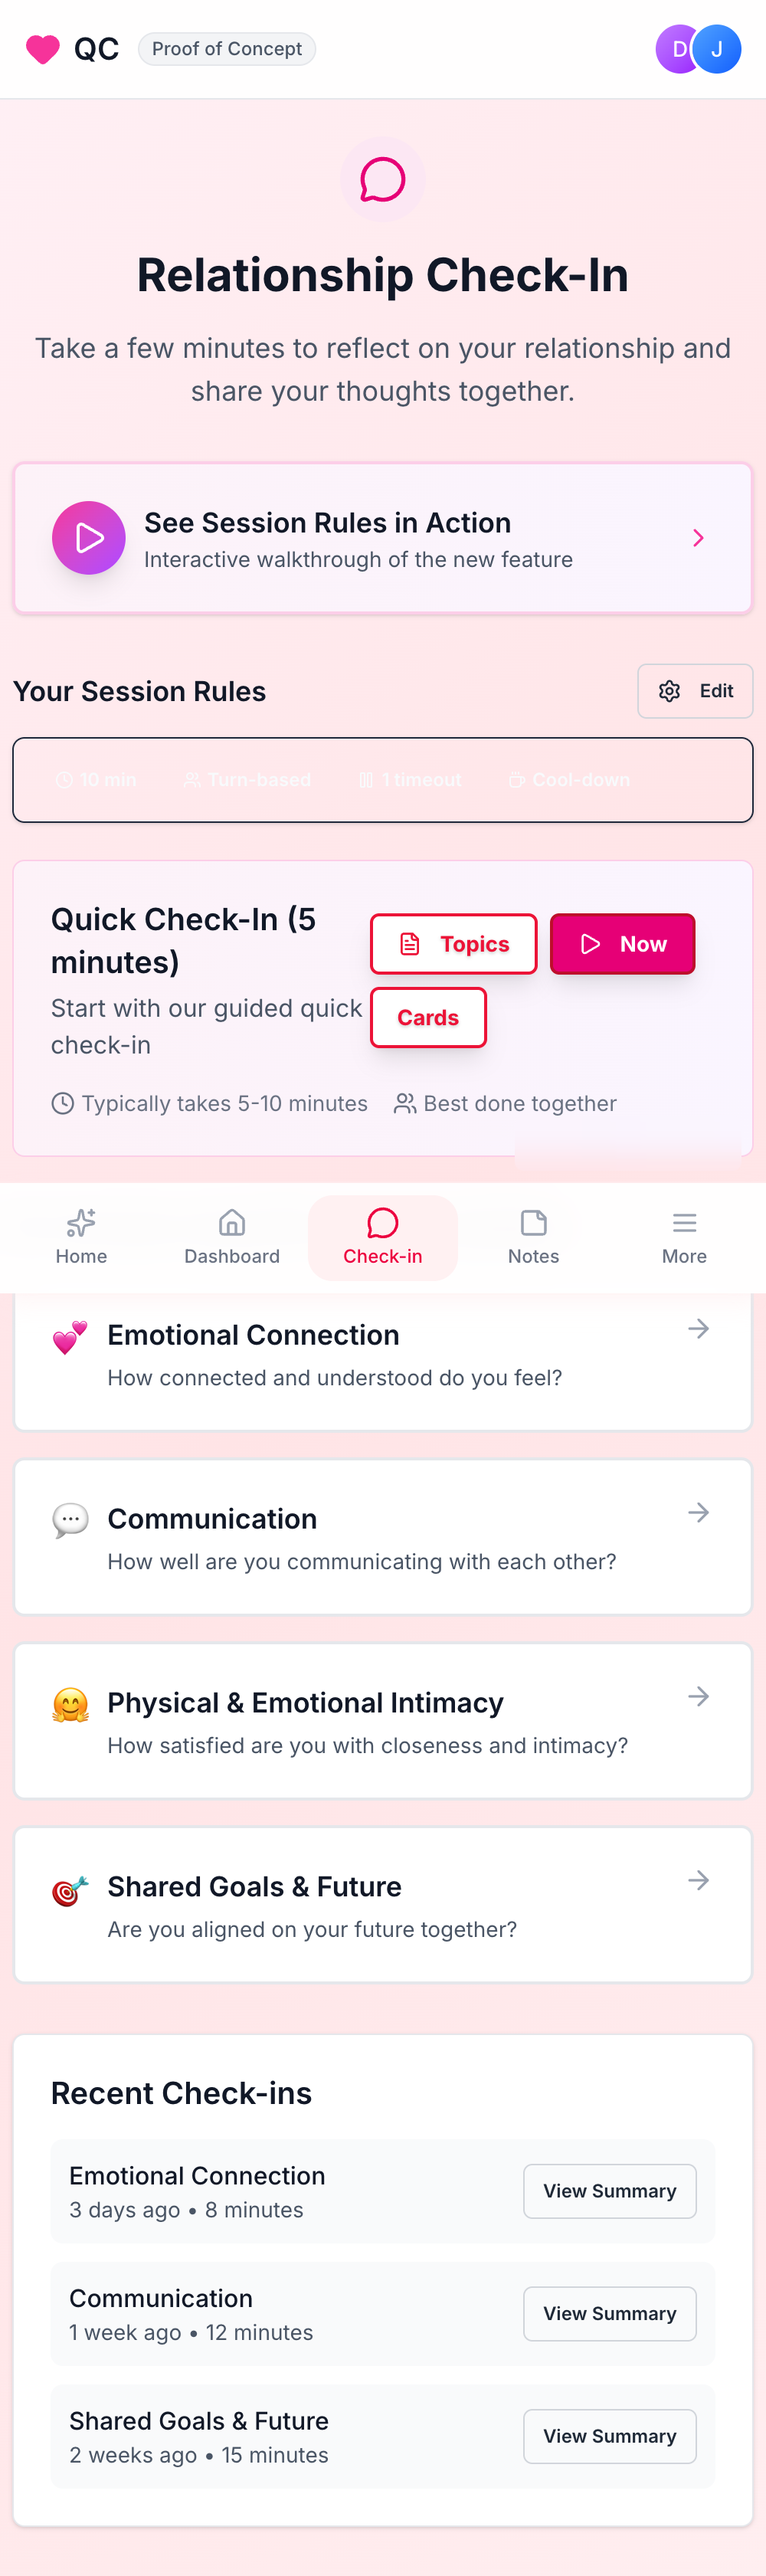 QC
Proof of Concept
D
J
Relationship Check-In
Take a few minutes to reflect on your relationship and
share your thoughts together.
See Session Rules in Action
Interactive walkthrough of the new feature
Your Session Rules
Edit
10 min
Turn-based
1 timeout
Cool-down
Quick Check-In (5
minutes)
Start with our guided quick
check-in
Topics
Now
Cards
Typically takes 5-10 minutes
Best done together
Home
Dashboard
Check-in
Notes
More
Emotional Connection
How connected and understood do you feel?
Communication
How well are you communicating with each other?
Physical & Emotional Intimacy
How satisfied are you with closeness and intimacy?
Shared Goals & Future
Are you aligned on your future together?
Recent Check-ins
Emotional Connection
3 days ago • 8 minutes
View Summary
Communication
1 week ago • 12 minutes
View Summary
Shared Goals & Future
2 weeks ago • 15 minutes
View Summary